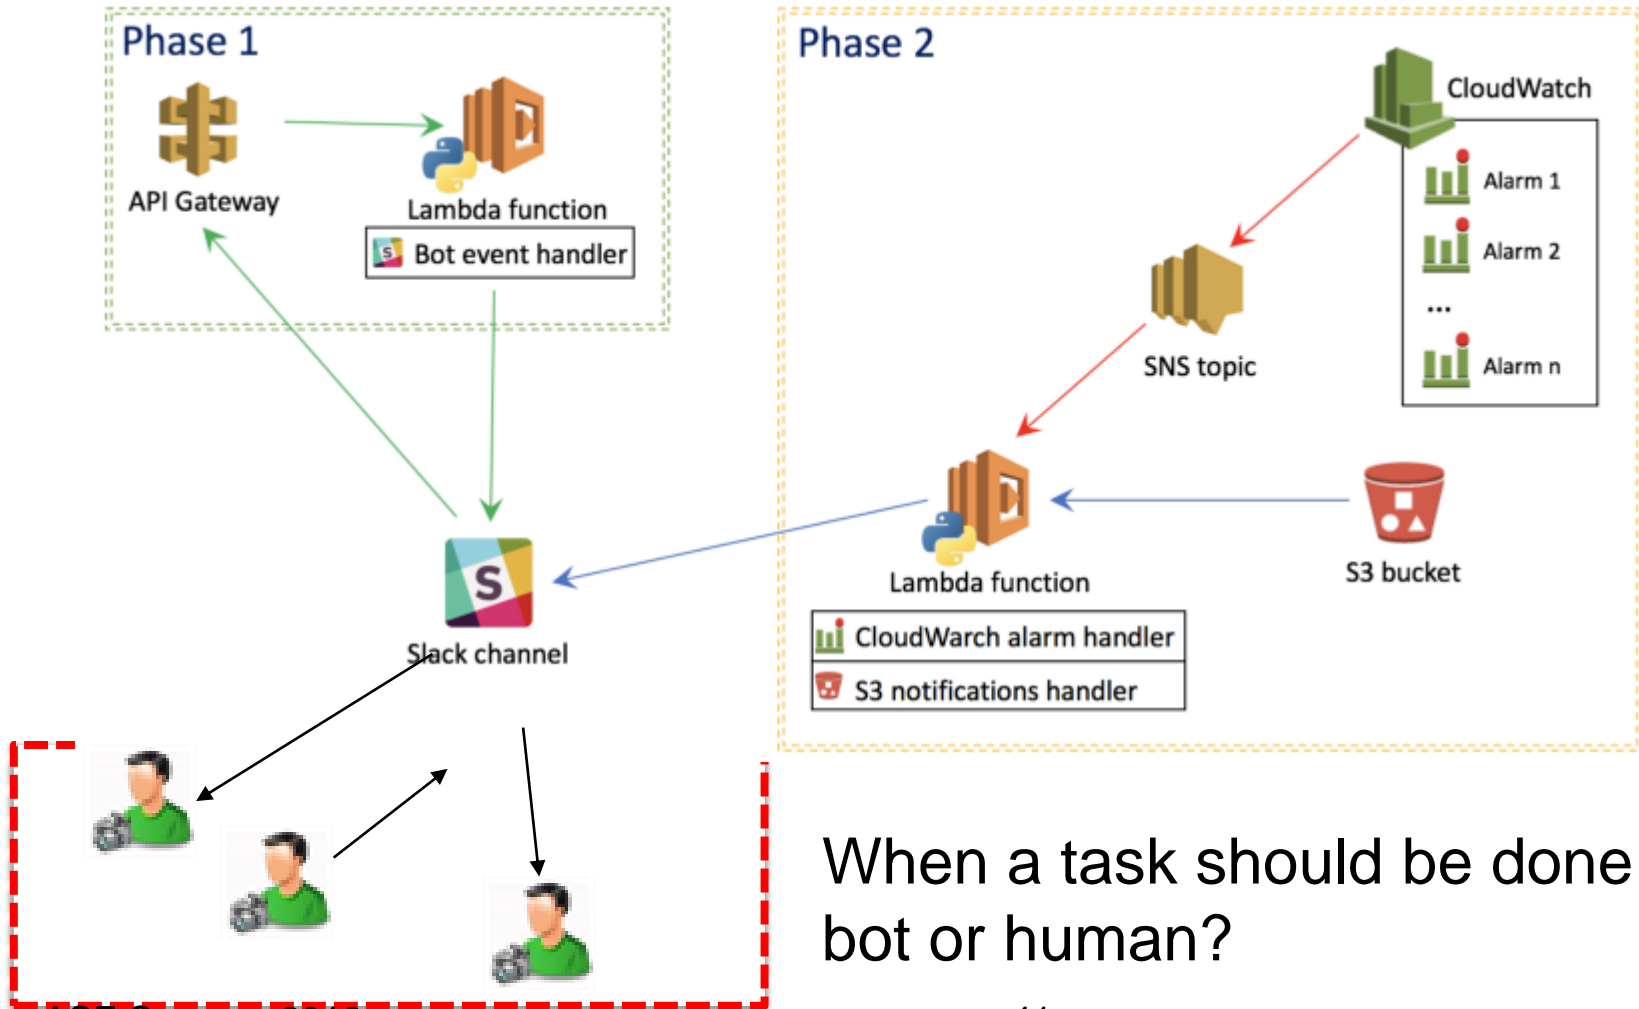 Phase 1
API Gateway
Lambda function
Bot event handler
Phase 2
CloudWatch
Alarm 1
Alarm 2
...
Alarm n
SNS topic
Lambda function
CloudWarch alarm handler
S3 notifications handler
S3 bucket
S
Slack channel
When a task should be done
bot or human?